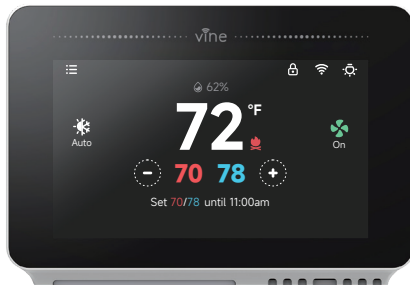 vine
62%
72 °F
Auto
On
- 70 78 +
Set 70/78 until 11:00am